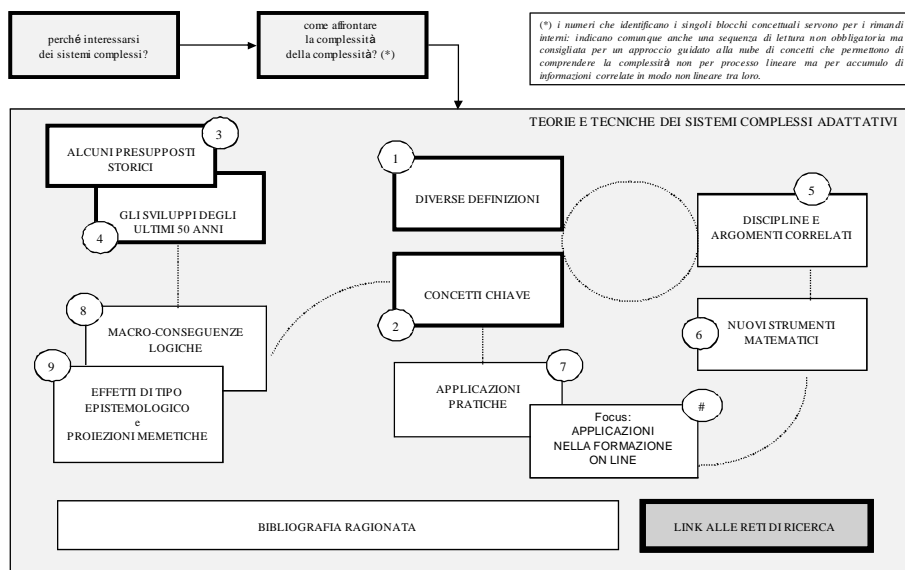 perché interessarsi
dei sistemi complessi?
come affrontare
la complessità
della complessità? (*)
(*) i numeri che identificano i singoli blocchi concettuali servono per i rimandi
interni: indicano comunque anche una sequenza di lettura non obbligatoria ma
consigliata per un approccio guidato alla nube di concetti che permettono di
comprendere la complessità non per processo lineare ma per accumulo di
informazioni correlate in modo non lineare tra loro.
TEORIE E TECNICHE DEI SISTEMI COMPLESSI ADATTATIVI
3
ALCUNI PRESUPPOSTI
STORICI
GLI SVILUPPI DEGLI
ULTIMI 50 ANNI
4
1
DIVERSE DEFINIZIONI
5
DISCIPLINE E
ARGOMENTI CORRELATI
CONCETTI CHIAVE
2
8
MACRO-CONSEGUENZE
LOGICHE
6
NUOVI STRUMENTI
MATEMATICI
9
EFFETTI DI TIPO
EPISTEMOLOGICO
e
PROIEZIONI MEMETICHE
7
APPLICAZIONI
PRATICHE
#
Focus:
APPLICAZIONI
NELLA FORMAZIONE
ON LINE
BIBLIOGRAFIA RAGIONATA
LINK ALLE RETI DI RICERCA